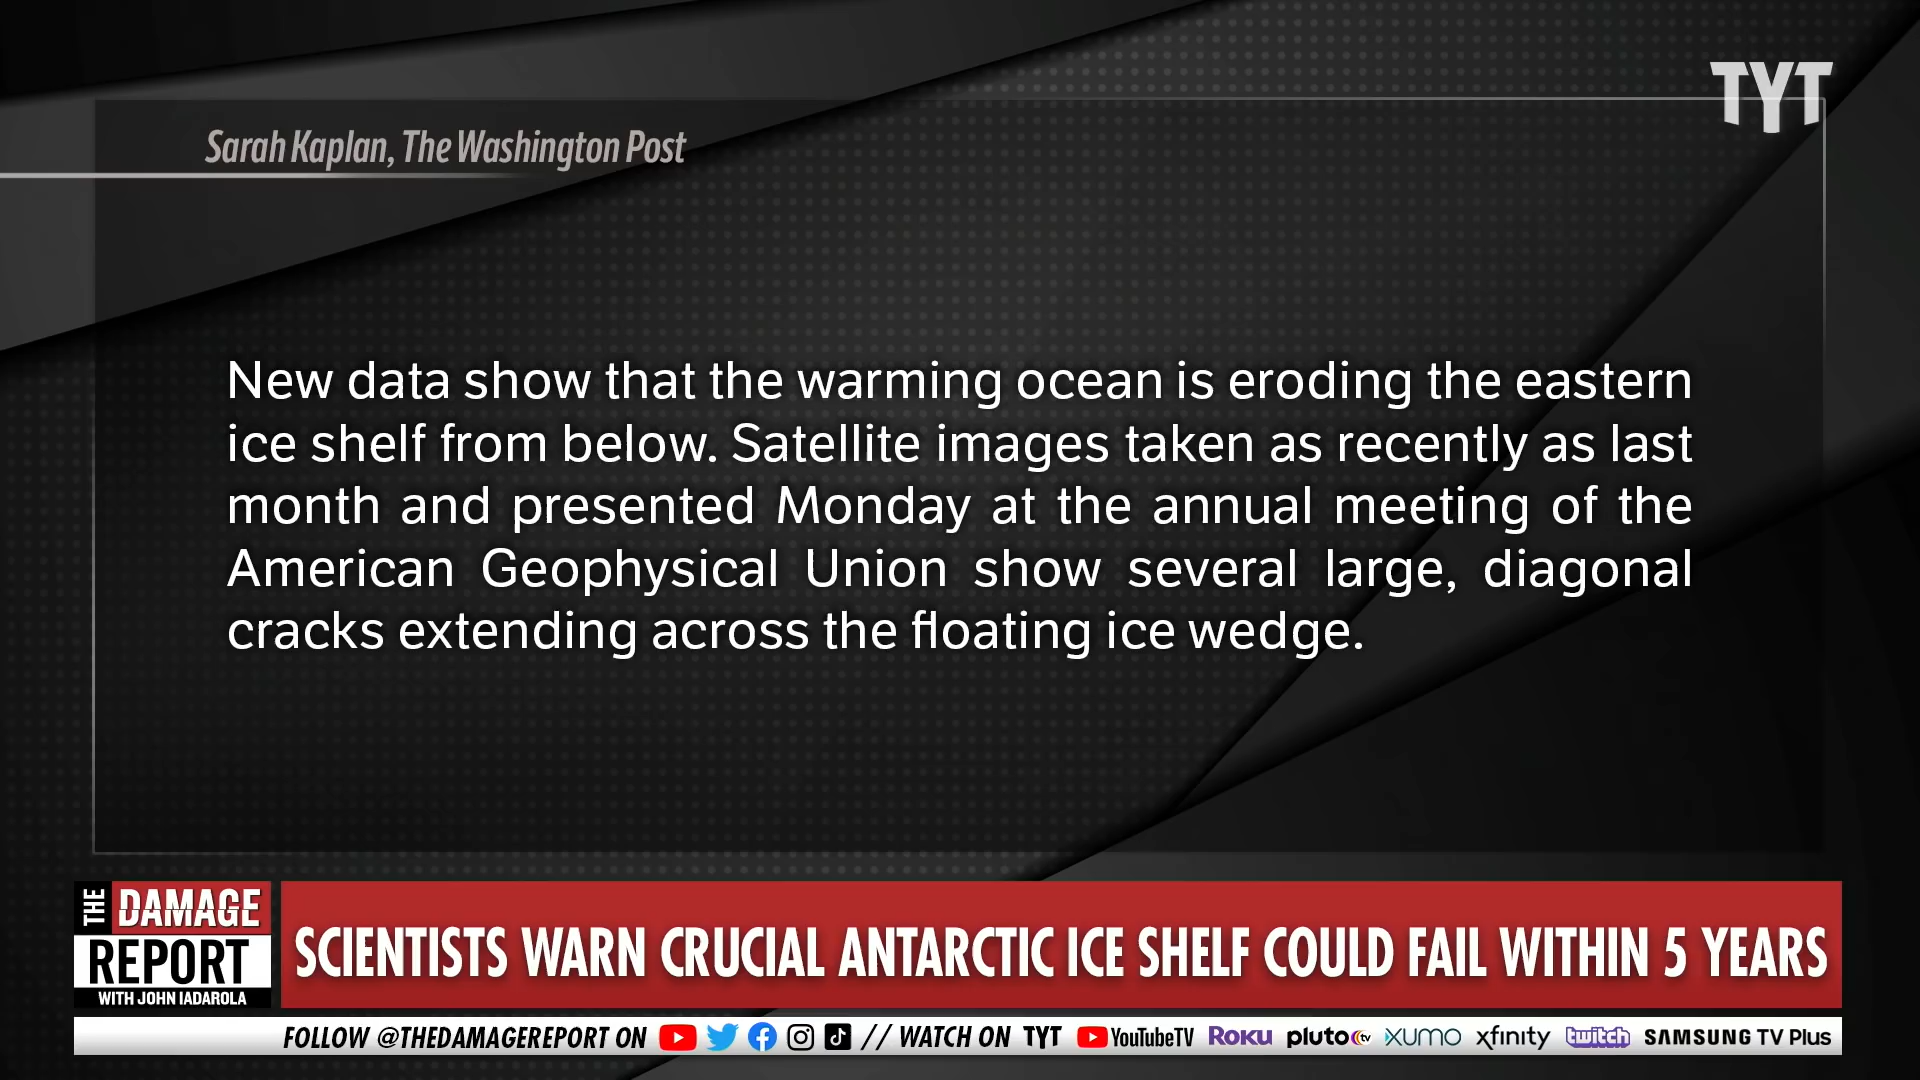 TYT
Sarah Kaplan, The Washington Post
New data show that the warming ocean is eroding the eastern
ice shelf from below. Satellite images taken as recently as last
month and presented Monday at the annual meeting of the
American Geophysical Union show several large, diagonal
cracks extending across the floating ice wedge.
THE DAMAGE
REPORT
WITH JOHN IADAROLA
SCIENTISTS WARN CRUCIAL ANTARCTIC ICE SHELF COULD FAIL WITHIN 5 YEARS
FOLLOW @THEDAMAGEREPORT ON // WATCH ON TYT YouTubeTV ROKU pluto tv XUMO xfinity twitch SAMSUNG TV Plus